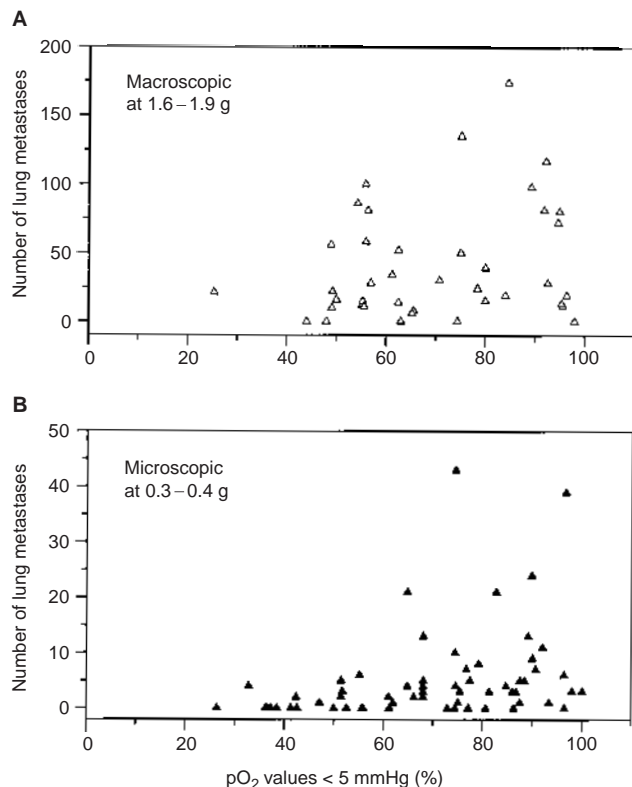 A
200
150
100
50
0
Number of lung metastases
Macroscopic
at 1.6–1.9 g
0 20 40 60 80 100
B
50
40
30
20
10
0
Number of lung metastases
Microscopic
at 0.3–0.4 g
0 20 40 60 80 100
pO₂ values < 5 mmHg (%)